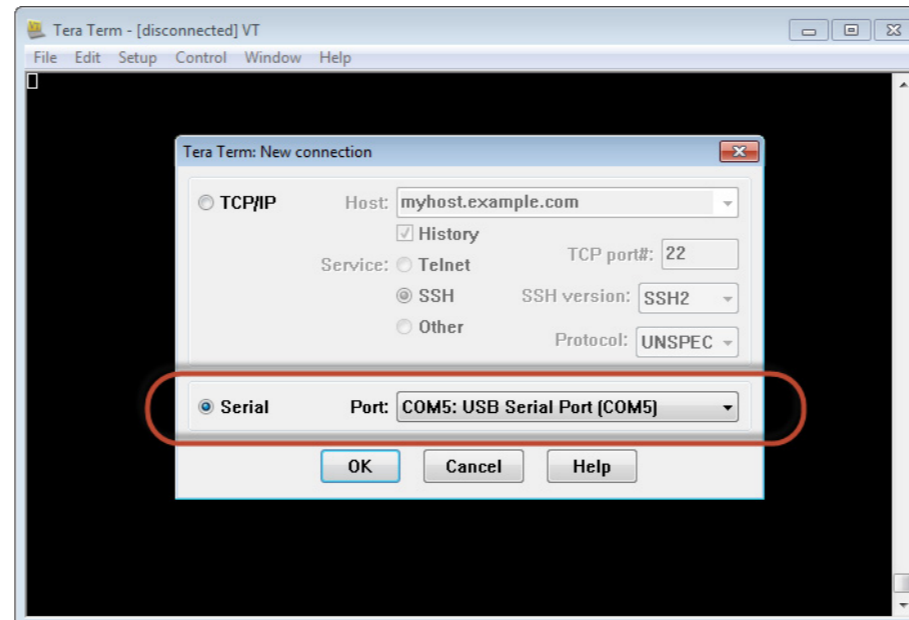 Tera Term - [disconnected] VT
File Edit Setup Control Window Help
Tera Term: New connection
TCP/IP Host: myhost.example.com
History
Service: Telnet TCP port#: 22
SSH SSH version: SSH2
Other Protocol: UNSPEC
Serial Port: COM5: USB Serial Port (COM5)
OK Cancel Help